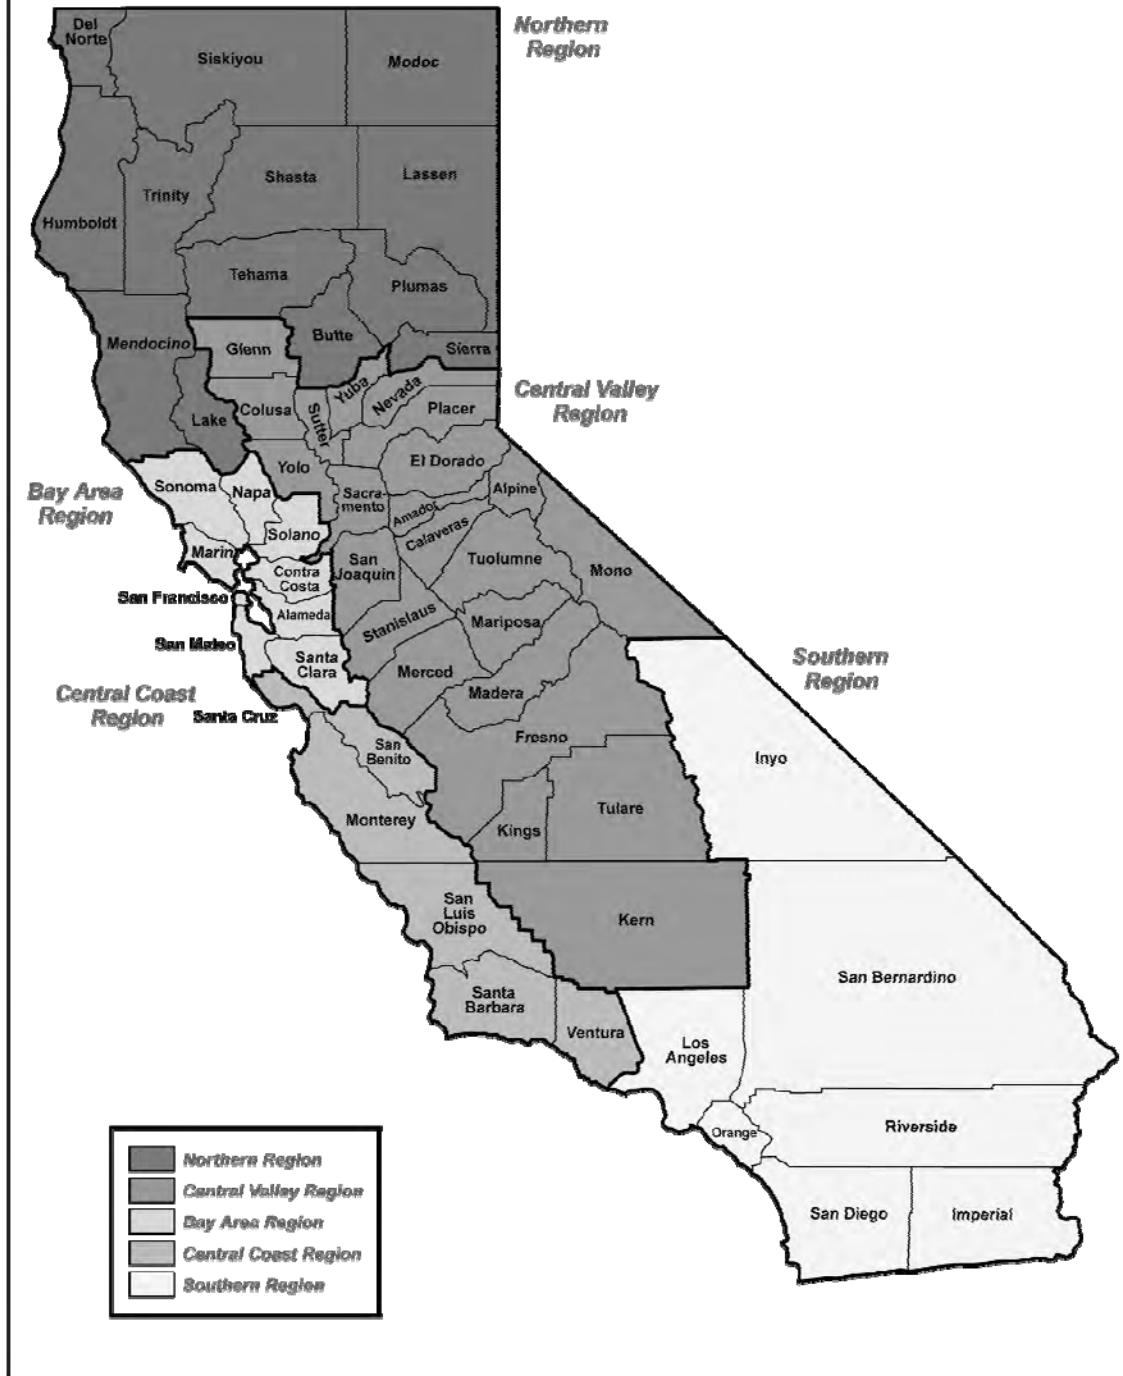 Del
Norte
Siskiyou
Modoc
Northern
Region
Humboldt
Trinity
Shasta
Lassen
Tehama
Plumas
Mendocino
Glenn
Butte
Sierra
Lake
Colusa
Sutter
Yuba
Nevada
Placer
Central Valley
Region
Yolo
El Dorado
Bay Area
Region
Sonoma
Napa
Solano
Sacra-
mento
Amador
Alpine
Calaveras
Marin
Contra
Costa
San
Joaquin
Tuolumne
Mono
San Francisco
Alameda
Stanislaus
Mariposa
San Mateo
Santa
Clara
Merced
Madera
Southern
Region
Central Coast
Region
Santa Cruz
San
Benito
Fresno
Inyo
Monterey
Kings
Tulare
San
Luis
Obispo
Kern
San Bernardino
Santa
Barbara
Ventura
Los
Angeles
Orange
Riverside
San Diego
Imperial
Northern Region
Central Valley Region
Bay Area Region
Central Coast Region
Southern Region